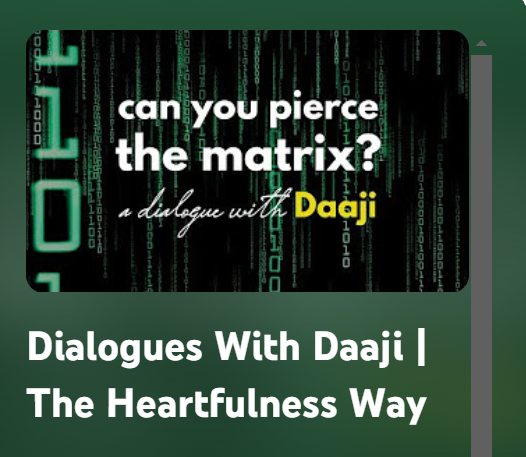 can you pierce
the matrix?
a dialogue with Daaji
Dialogues With Daaji |
The Heartfulness Way